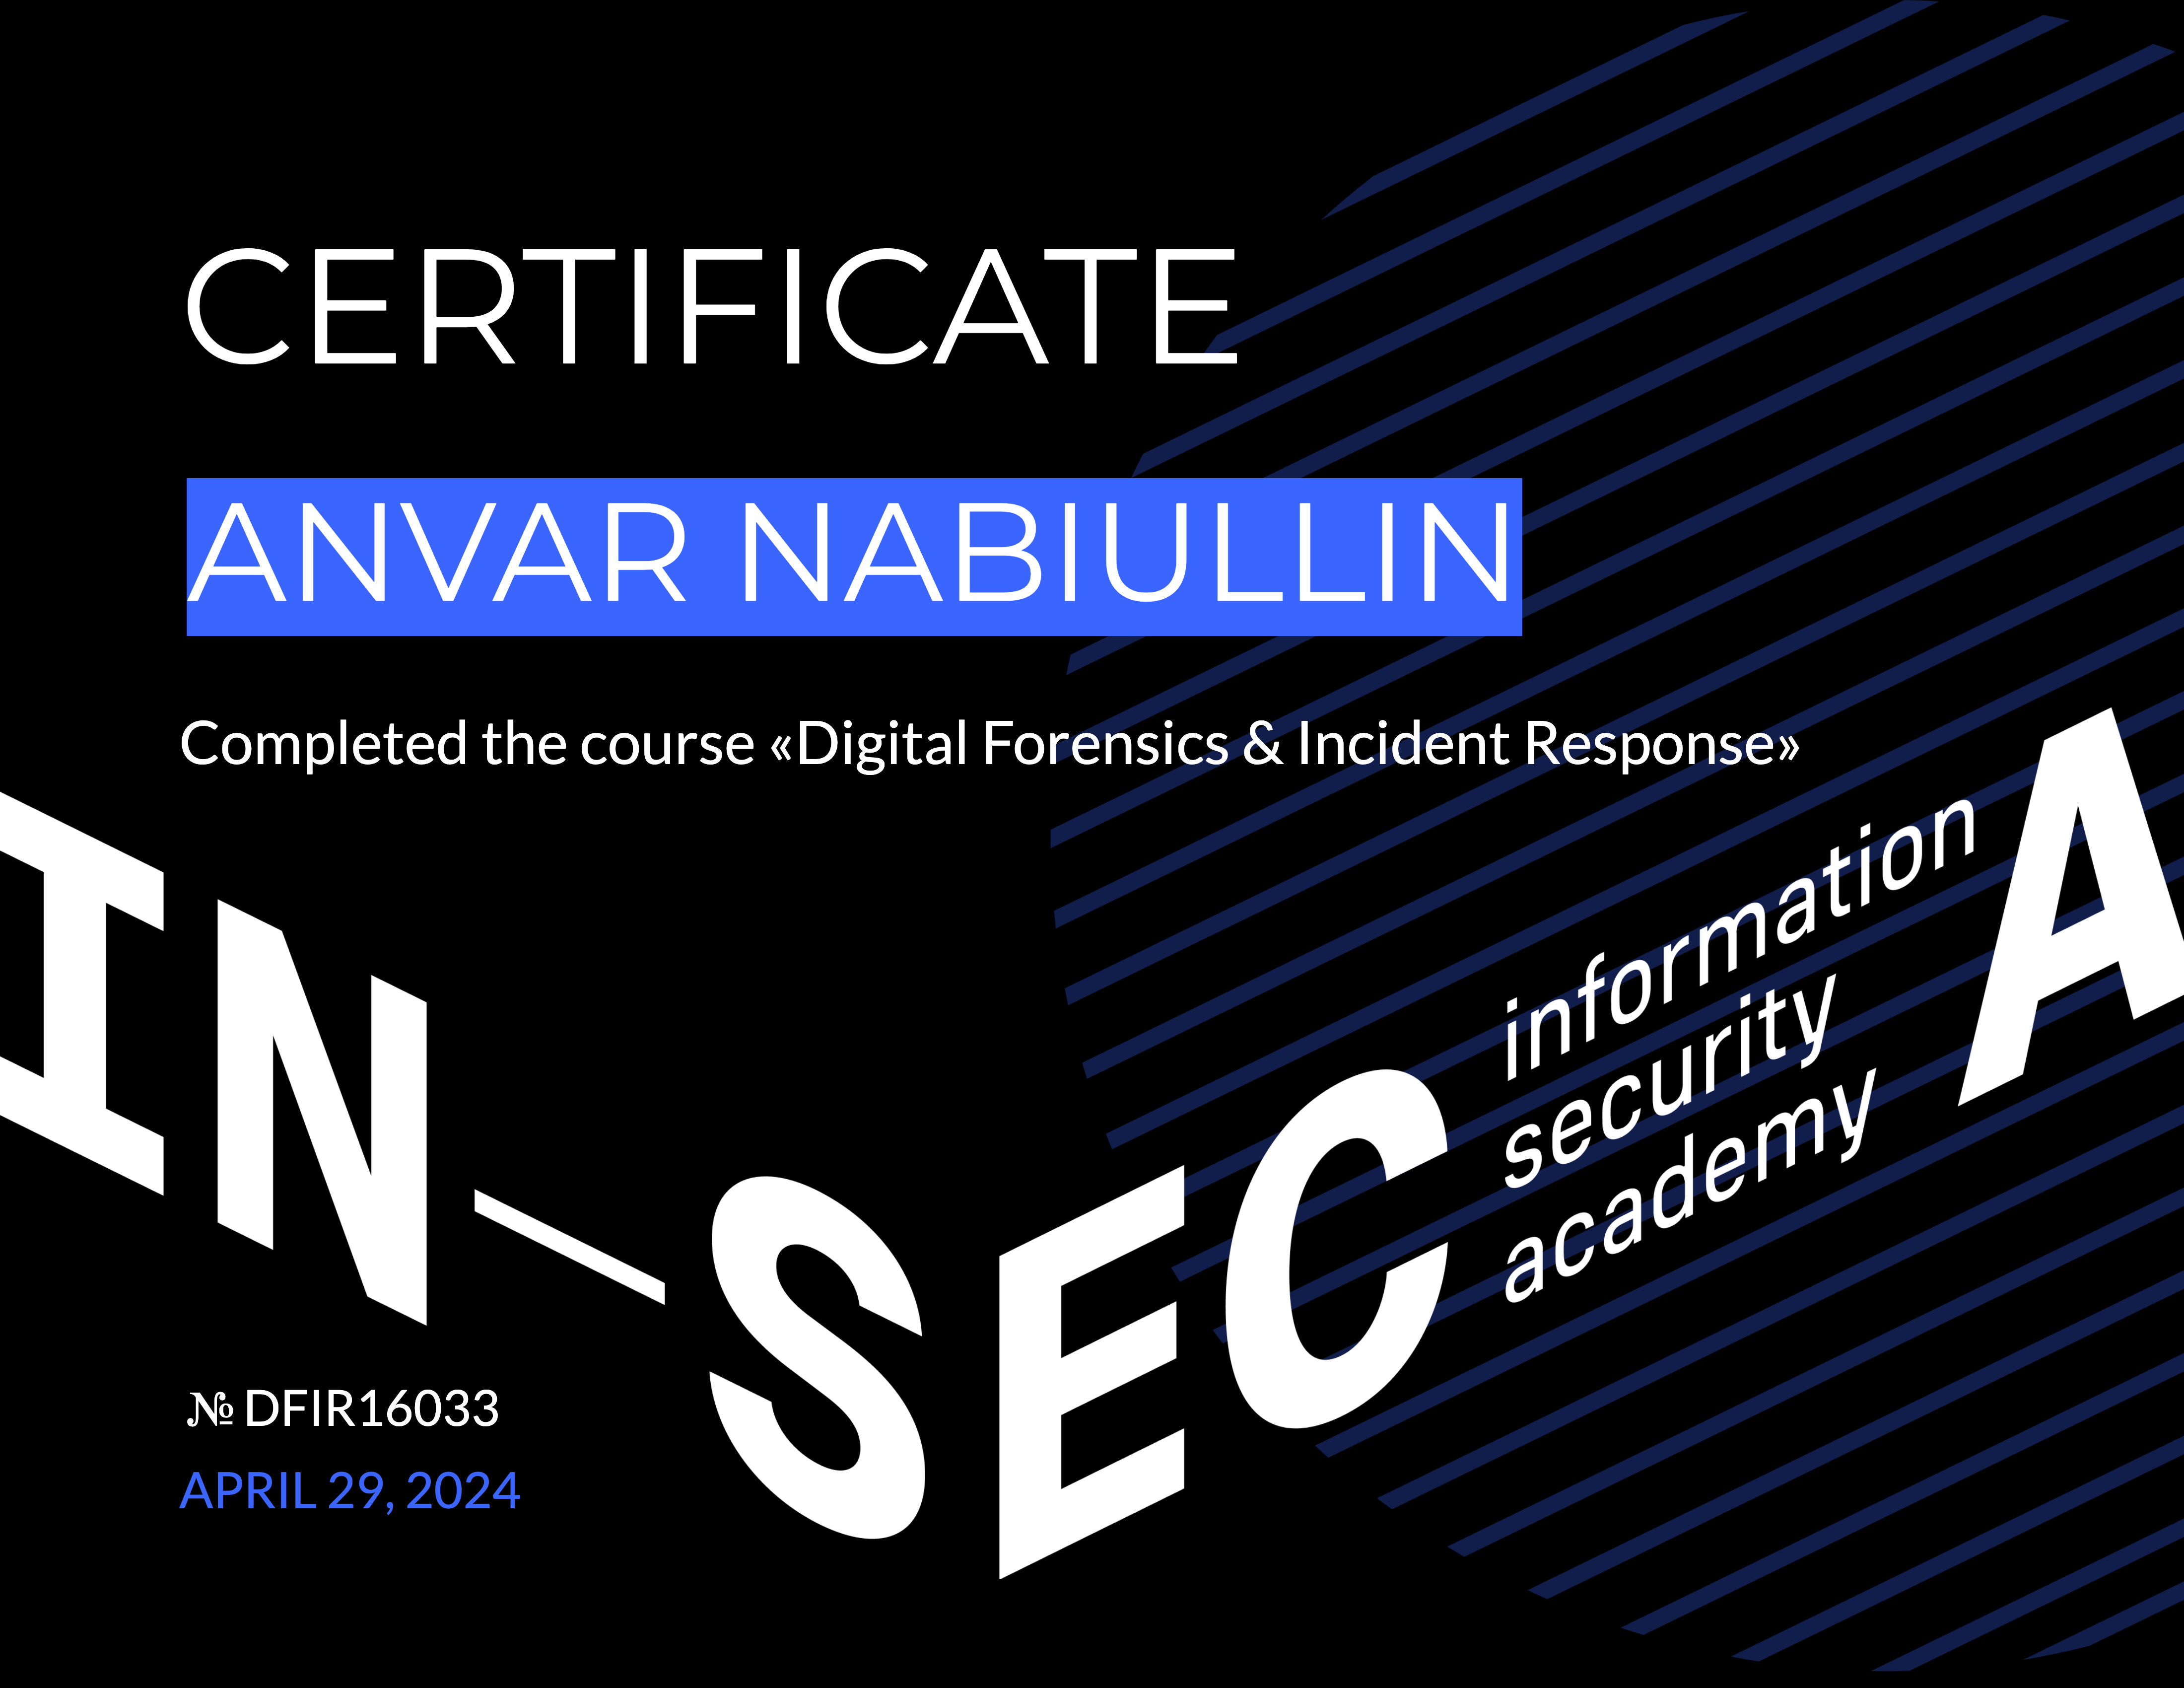 CERTIFICATE
ANVAR NABIULLIN
Completed the course «Digital Forensics & Incident Response»
IN—SEC
information
security
academy
A
№ DFIR16033
APRIL 29, 2024